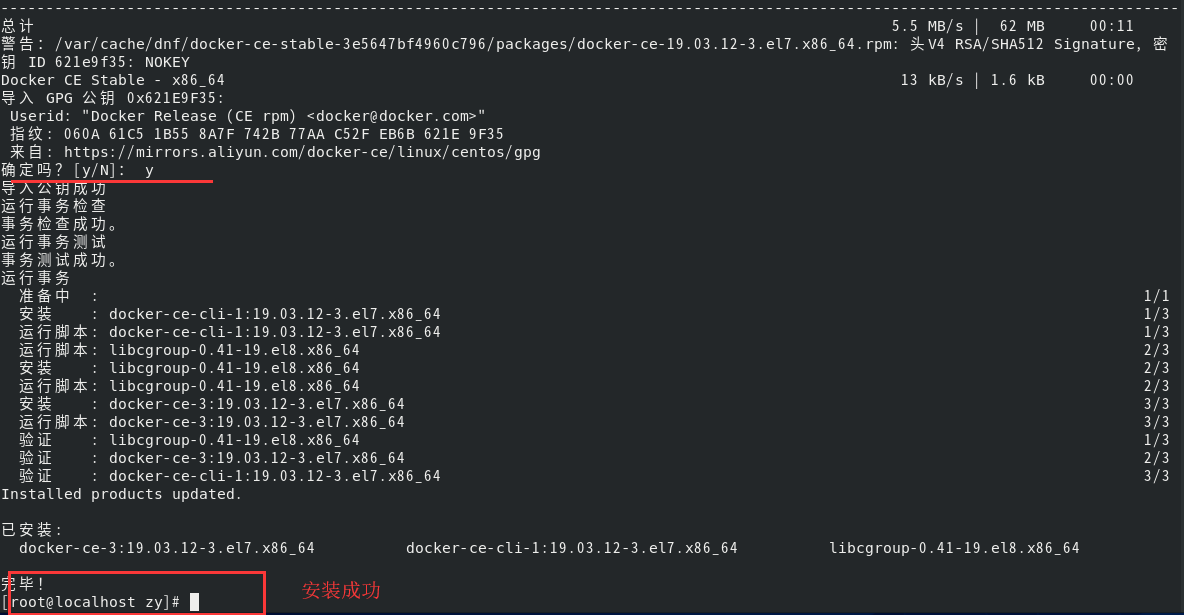 --------------------------------------------------------------------------------
总计 5.5 MB/s | 62 MB 00:11
警告: /var/cache/dnf/docker-ce-stable-3e5647bf4960c796/packages/docker-ce-19.03.12-3.el7.x86_64.rpm: 头V4 RSA/SHA512 Signature, 密
钥 ID 621e9f35: NOKEY
Docker CE Stable - x86_64 13 kB/s | 1.6 kB 00:00
导入 GPG 公钥 0x621E9F35:
Userid: "Docker Release (CE rpm) <docker@docker.com>"
指纹: 060A 61C5 1B55 8A7F 742B 77AA C52F EB6B 621E 9F35
来自: https://mirrors.aliyun.com/docker-ce/linux/centos/gpg
确定吗？[y/N]: y
导入公钥成功
运行事务检查
事务检查成功。
运行事务测试
事务测试成功。
运行事务
准备中 : 1/1
安装 : docker-ce-cli-1:19.03.12-3.el7.x86_64 1/3
运行脚本: docker-ce-cli-1:19.03.12-3.el7.x86_64 1/3
运行脚本: libcgroup-0.41-19.el8.x86_64 2/3
安装 : libcgroup-0.41-19.el8.x86_64 2/3
运行脚本: libcgroup-0.41-19.el8.x86_64 2/3
安装 : docker-ce-3:19.03.12-3.el7.x86_64 3/3
运行脚本: docker-ce-3:19.03.12-3.el7.x86_64 3/3
验证 : libcgroup-0.41-19.el8.x86_64 1/3
验证 : docker-ce-3:19.03.12-3.el7.x86_64 2/3
验证 : docker-ce-cli-1:19.03.12-3.el7.x86_64 3/3
Installed products updated.
已安装:
docker-ce-3:19.03.12-3.el7.x86_64 docker-ce-cli-1:19.03.12-3.el7.x86_64 libcgroup-0.41-19.el8.x86_64
完毕！
[root@localhost zy]# 安装成功